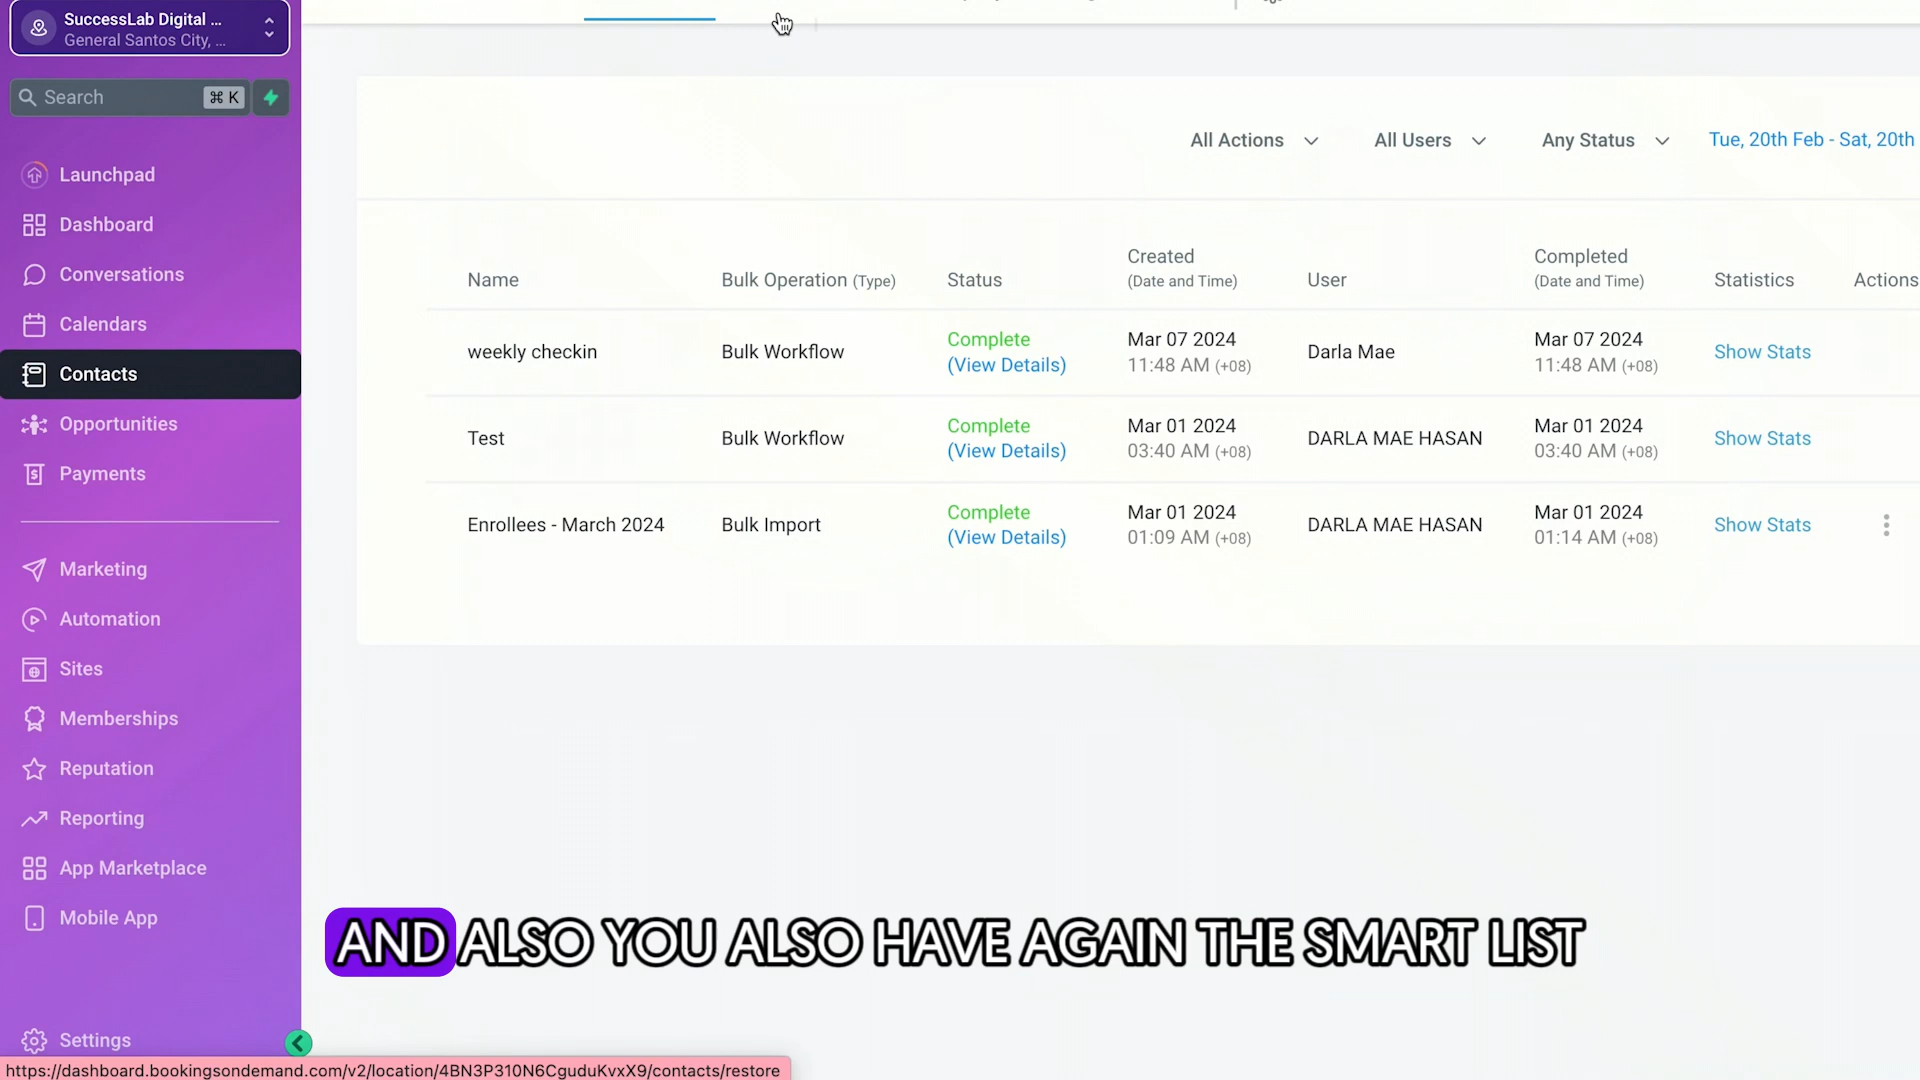 SuccessLab Digital ...
General Santos City, ...
Search ⌘ K
Launchpad
Dashboard
Conversations
Calendars
Contacts
Opportunities
Payments
Marketing
Automation
Sites
Memberships
Reputation
Reporting
App Marketplace
Mobile App
Settings
All Actions All Users Any Status Tue, 20th Feb - Sat, 20th
Name Bulk Operation (Type) Status Created (Date and Time) User Completed (Date and Time) Statistics Actions
weekly checkin Bulk Workflow Complete Mar 07 2024 Darla Mae Mar 07 2024 Show Stats
(View Details) 11:48 AM (+08) 11:48 AM (+08)
Test Bulk Workflow Complete Mar 01 2024 DARLA MAE HASAN Mar 01 2024 Show Stats
(View Details) 03:40 AM (+08) 03:40 AM (+08)
Enrollees - March 2024 Bulk Import Complete Mar 01 2024 DARLA MAE HASAN Mar 01 2024 Show Stats
(View Details) 01:09 AM (+08) 01:14 AM (+08)
AND ALSO YOU ALSO HAVE AGAIN THE SMART LIST
https://dashboard.bookingsondemand.com/v2/location/4BN3P310N6CguduKvxX9/contacts/restore